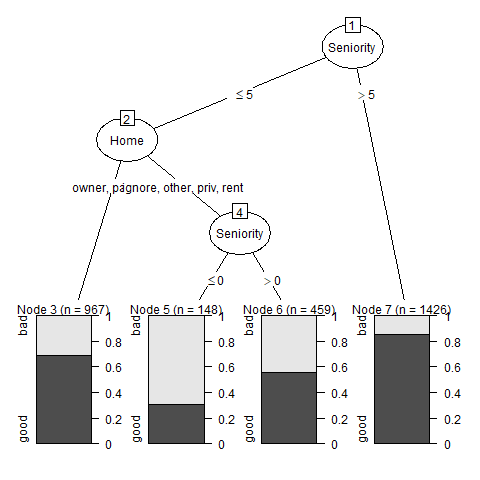 1
Seniority
≤ 5
> 5
2
Home
owner, parents
ignore, other, priv, rent
4
Seniority
≤ 0
> 0
Node 3 (n = 967)
Node 5 (n = 148)
Node 6 (n = 459)
Node 7 (n = 1426)
bad
good
1
0.8
0.6
0.4
0.2
0
bad
good
1
0.8
0.6
0.4
0.2
0
bad
good
1
0.8
0.6
0.4
0.2
0
bad
good
1
0.8
0.6
0.4
0.2
0